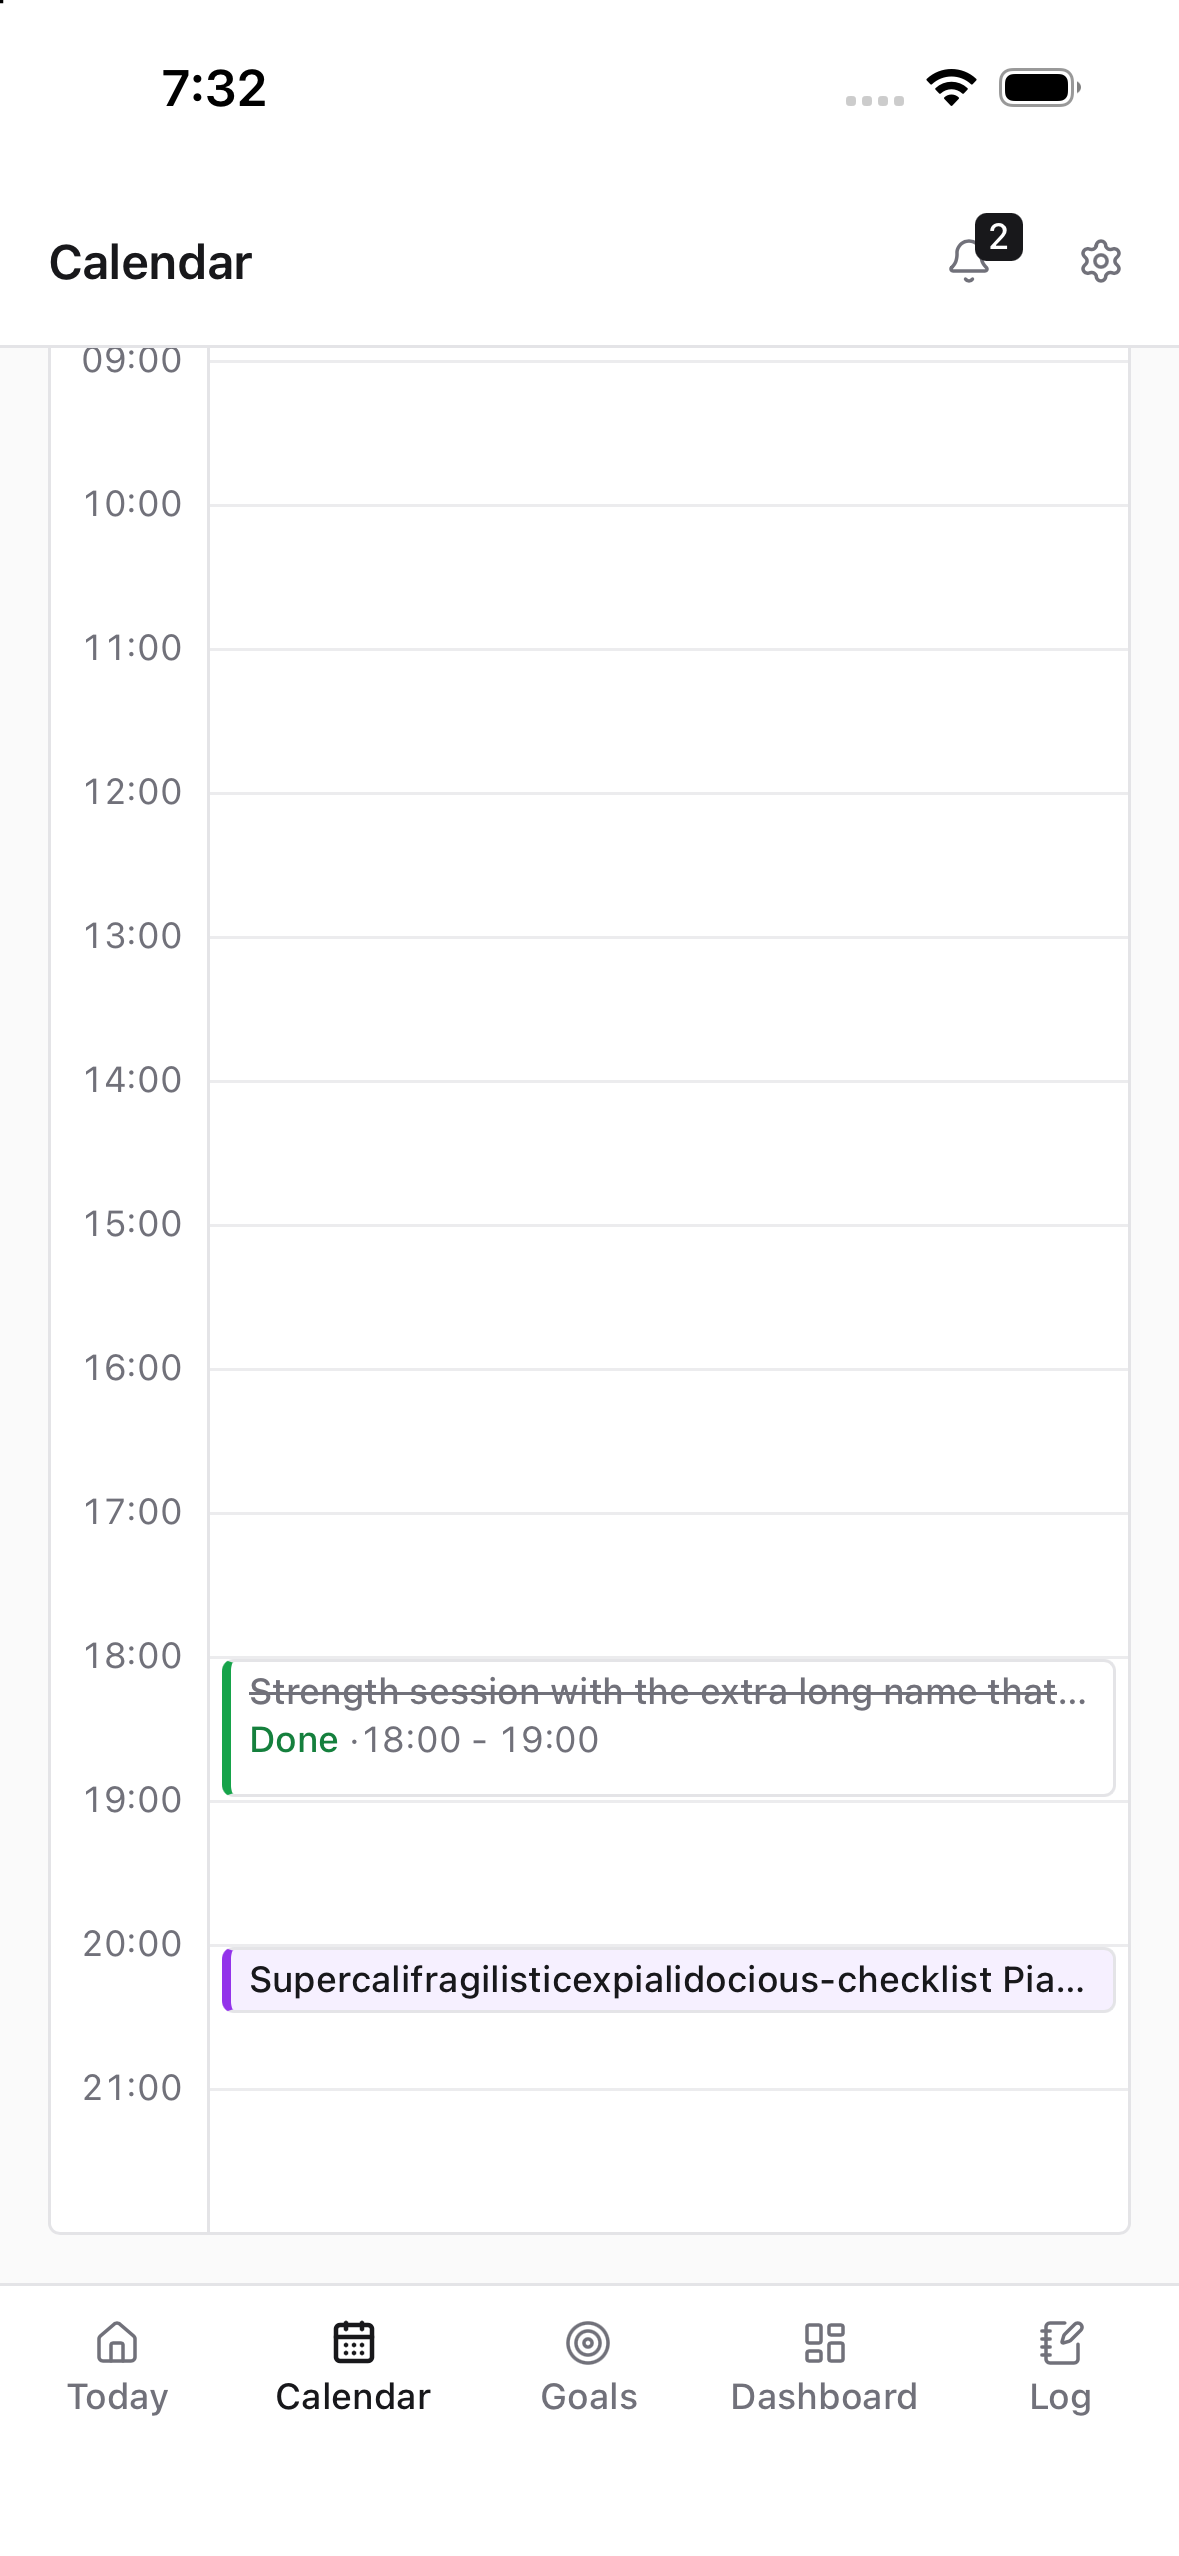 7:32
Calendar
2
09:00
10:00
11:00
12:00
13:00
14:00
15:00
16:00
17:00
18:00
Strength session with the extra long name that...
Done · 18:00 - 19:00
19:00
20:00
Supercalifragilisticexpialidocious-checklist Pia...
21:00
Today
Calendar
Goals
Dashboard
Log